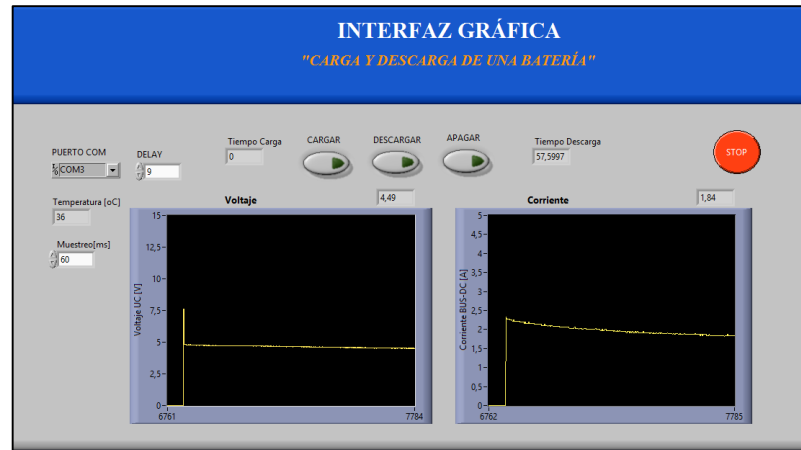 INTERFAZ GRÁFICA
"CARGA Y DESCARGA DE UNA BATERÍA"
PUERTO COM
COM3
DELAY
9
Tiempo Carga
0
CARGAR
DESCARGAR
APAGAR
Tiempo Descarga
57,5997
STOP
Temperatura [oC]
36
Muestreo[ms]
60
Voltaje
4,49
Voltaje UC [V]
15
12,5
10
7,5
5
2,5
0
6761
7784
Corriente
1,84
Corriente BUS-DC [A]
5
4,5
4
3,5
3
2,5
2
1,5
1
0,5
0
6762
7785